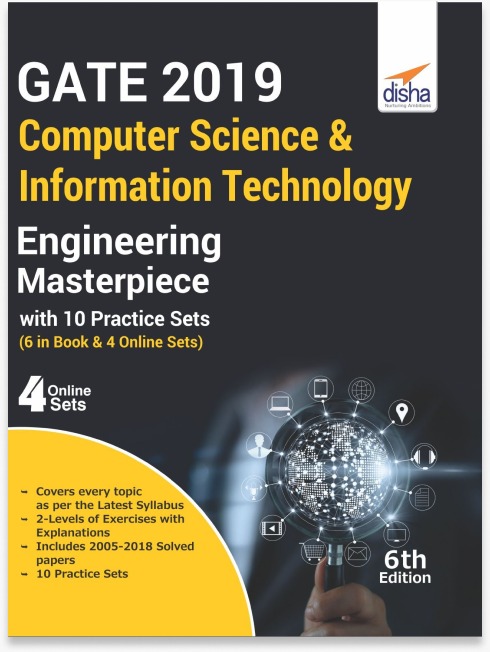 GATE 2019
disha
Nurturing Ambitions
Computer Science &
Information Technology
Engineering
Masterpiece
with 10 Practice Sets
(6 in Book & 4 Online Sets)
4 Online
Sets
Covers every topic
as per the Latest Syllabus
2-Levels of Exercises with
Explanations
Includes 2005-2018 Solved
papers
10 Practice Sets
6th
Edition